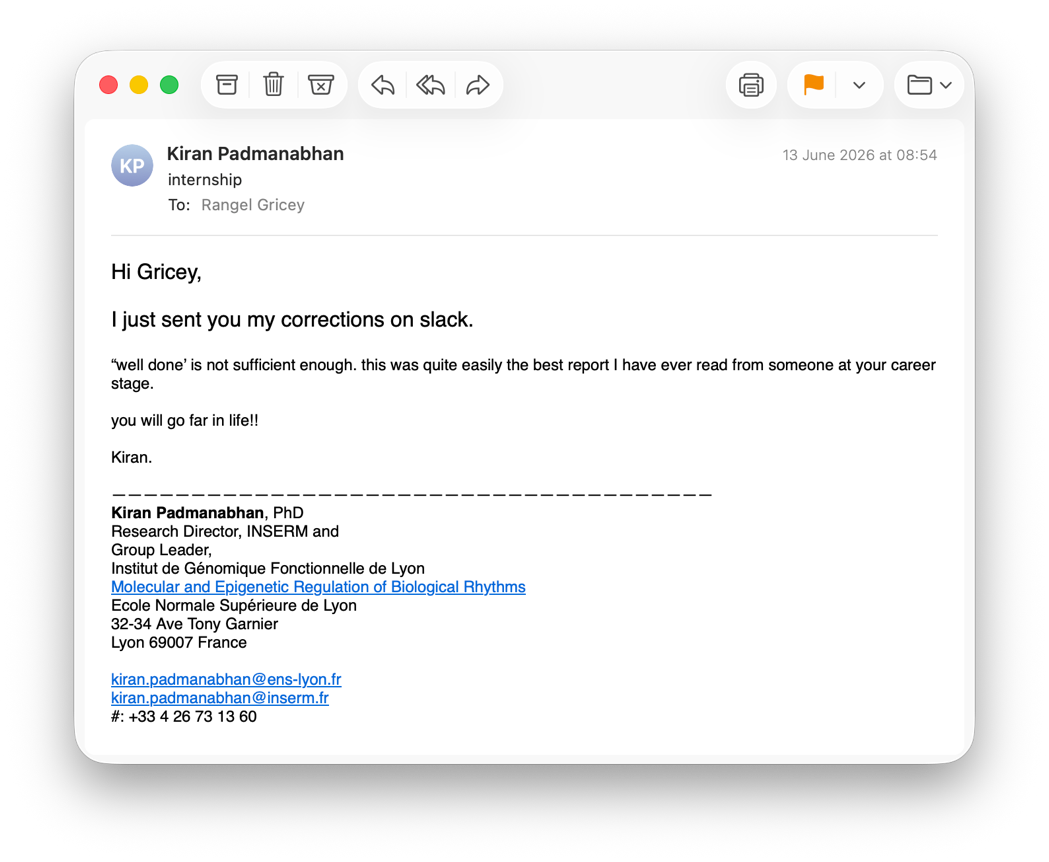 KP
Kiran Padmanabhan
13 June 2026 at 08:54
internship
To: Rangel Gricey
Hi Gricey,
I just sent you my corrections on slack.
“well done’ is not sufficient enough. this was quite easily the best report I have ever read from someone at your career
stage.
you will go far in life!!
Kiran.
——————————————————————————————————————
Kiran Padmanabhan, PhD
Research Director, INSERM and
Group Leader,
Institut de Génomique Fonctionnelle de Lyon
Molecular and Epigenetic Regulation of Biological Rhythms
Ecole Normale Supérieure de Lyon
32-34 Ave Tony Garnier
Lyon 69007 France
kiran.padmanabhan@ens-lyon.fr
kiran.padmanabhan@inserm.fr
#: +33 4 26 73 13 60